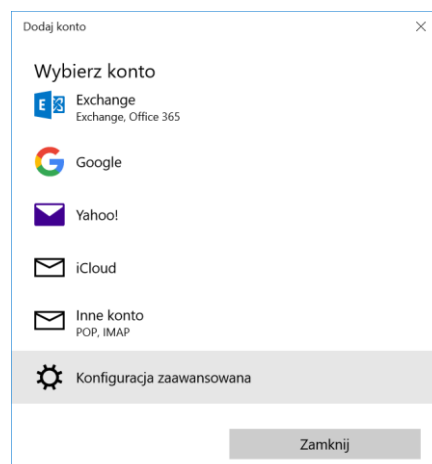 Dodaj konto
Wybierz konto
Exchange
Exchange, Office 365
Google
Yahoo!
iCloud
Inne konto
POP, IMAP
Konfiguracja zaawansowana
Zamknij